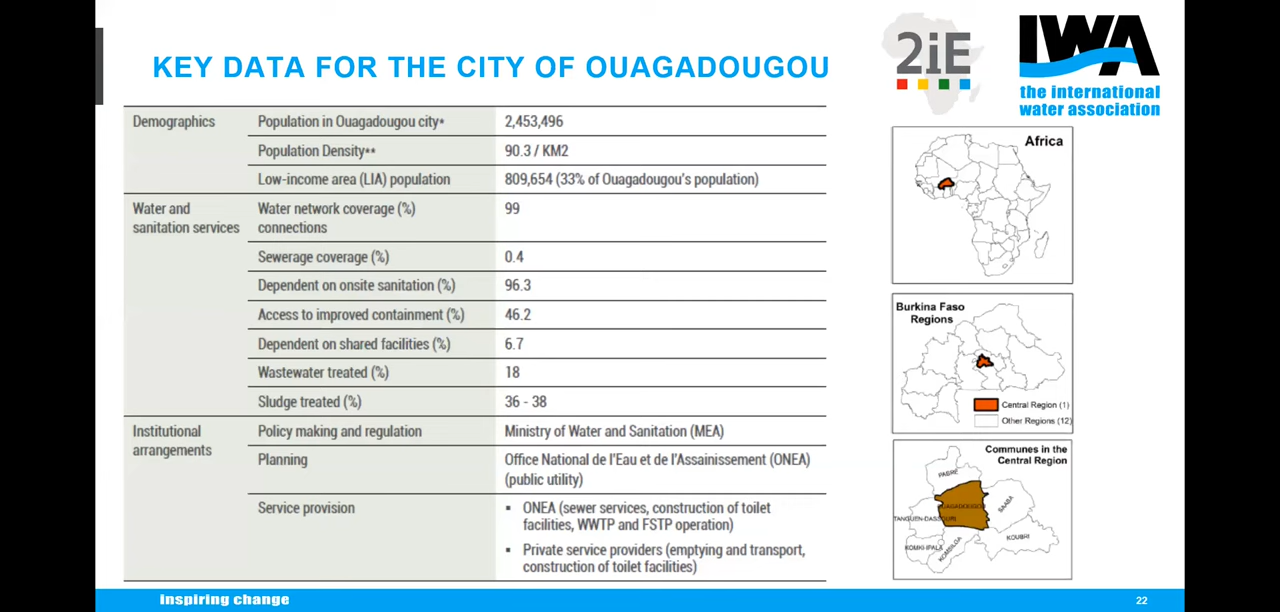 KEY DATA FOR THE CITY OF OUAGADOUGOU
2iE
IWA
the international
water association
Demographics
Population in Ouagadougou city*
2,453,496
Population Density**
90.3 / KM2
Low-income area (LIA) population
809,654 (33% of Ouagadougou's population)
Water and
sanitation services
Water network coverage (%)
connections
99
Sewerage coverage (%)
0.4
Dependent on onsite sanitation (%)
96.3
Access to improved containment (%)
46.2
Dependent on shared facilities (%)
6.7
Wastewater treated (%)
18
Sludge treated (%)
36 - 38
Institutional
arrangements
Policy making and regulation
Ministry of Water and Sanitation (MEA)
Planning
Office National de l'Eau et de l'Assainissement (ONEA)
(public utility)
Service provision
▪ ONEA (sewer services, construction of toilet
facilities, WWTP and FSTP operation)
▪ Private service providers (emptying and transport,
construction of toilet facilities)
Africa
Burkina Faso
Regions
Central Region (1)
Other Regions (12)
Communes in the
Central Region
PABRE
OUAGADOUGOU
SAABA
TANGUEN-DASSOURI
KOMKI-IPALA
KOMSILGA
KOUBRI
inspiring change
22